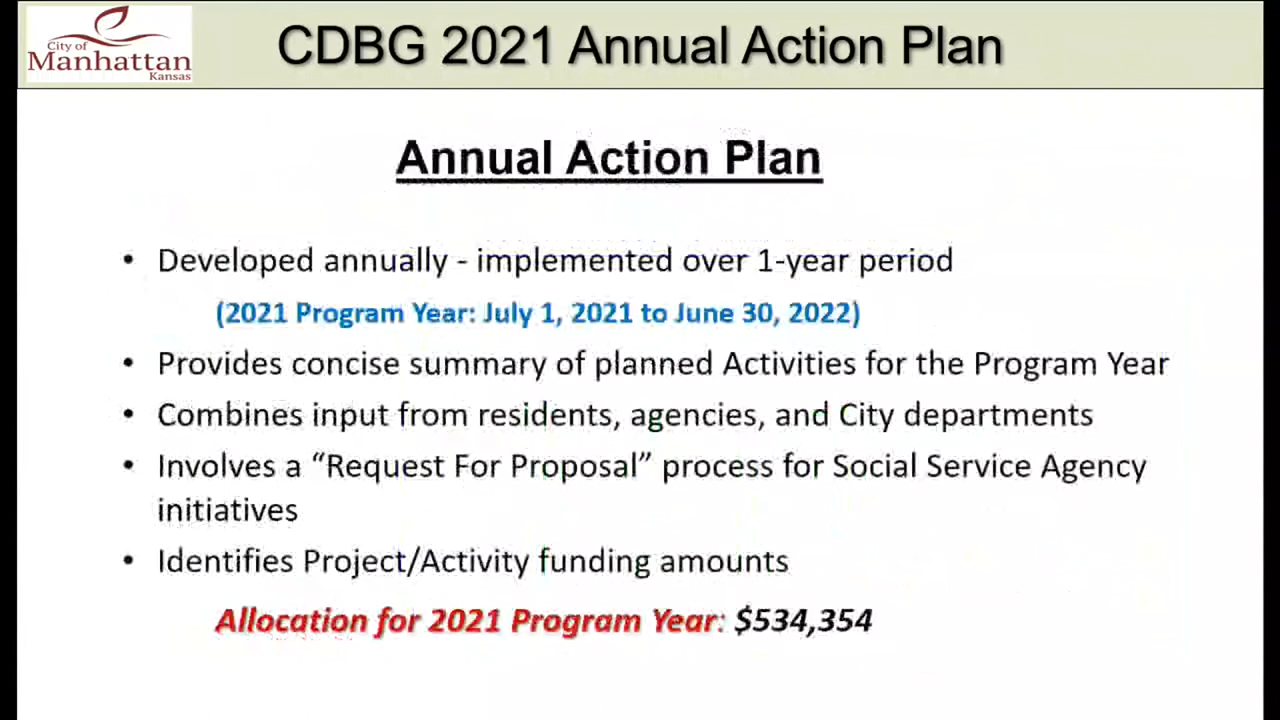 City of
Manhattan
Kansas
CDBG 2021 Annual Action Plan
Annual Action Plan
• Developed annually - implemented over 1-year period
(2021 Program Year: July 1, 2021 to June 30, 2022)
• Provides concise summary of planned Activities for the Program Year
• Combines input from residents, agencies, and City departments
• Involves a “Request For Proposal” process for Social Service Agency
initiatives
• Identifies Project/Activity funding amounts
Allocation for 2021 Program Year: $534,354